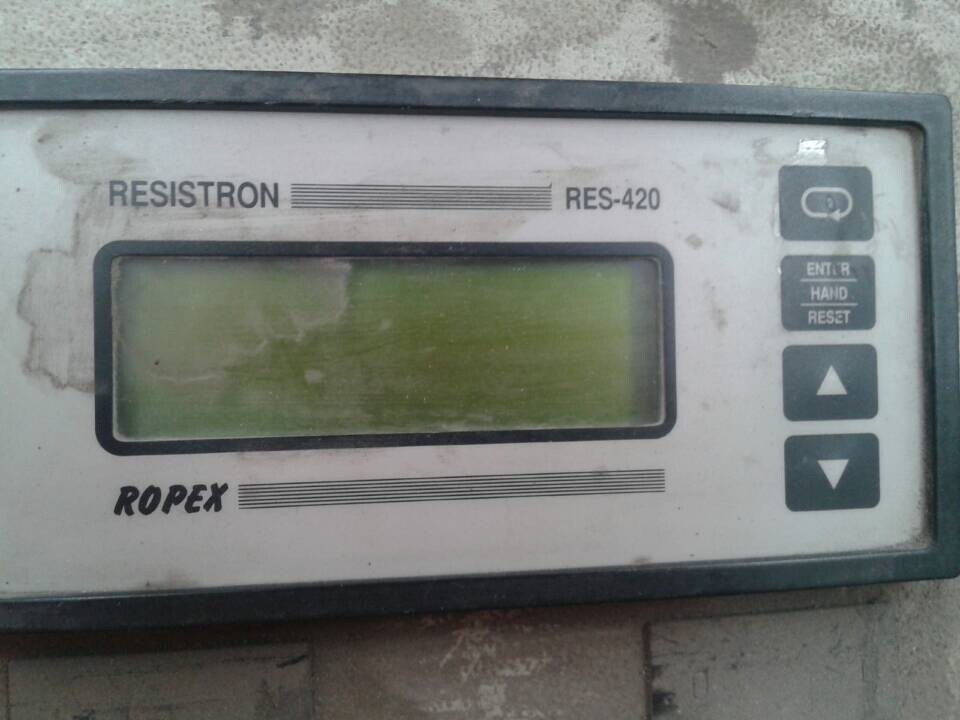 RESISTRON
RES-420
ENTER
HAND
RESET
ROPEX